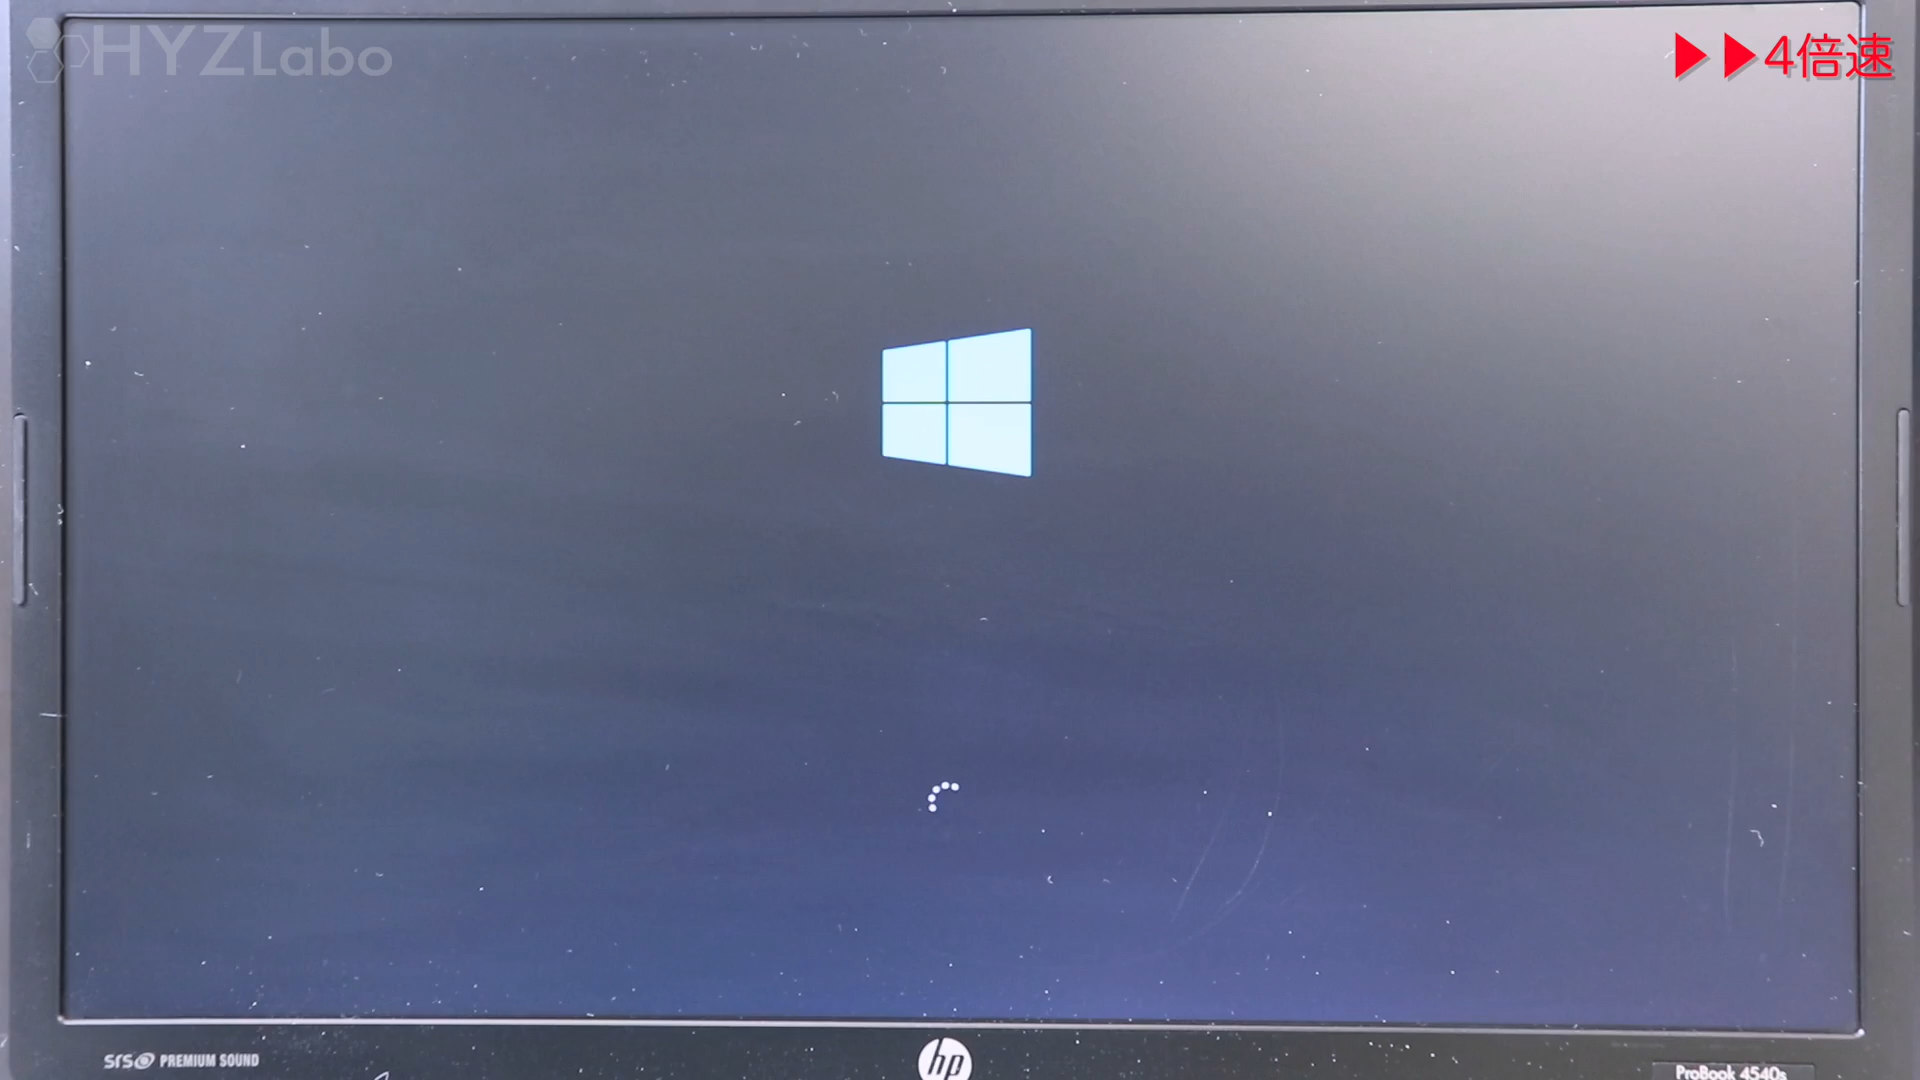 HYZLabo
▶▶4倍速
SRS PREMIUM SOUND
hp
ProBook 4540s